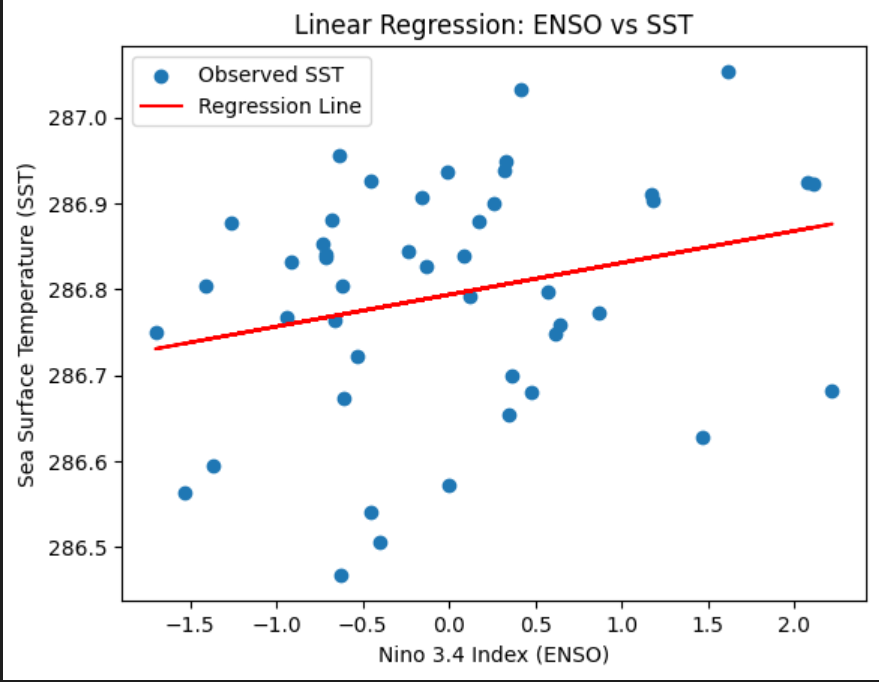 Linear Regression: ENSO vs SST
Observed SST
Regression Line
287.0
286.9
286.8
286.7
286.6
286.5
Sea Surface Temperature (SST)
−1.5 −1.0 −0.5 0.0 0.5 1.0 1.5 2.0
Nino 3.4 Index (ENSO)